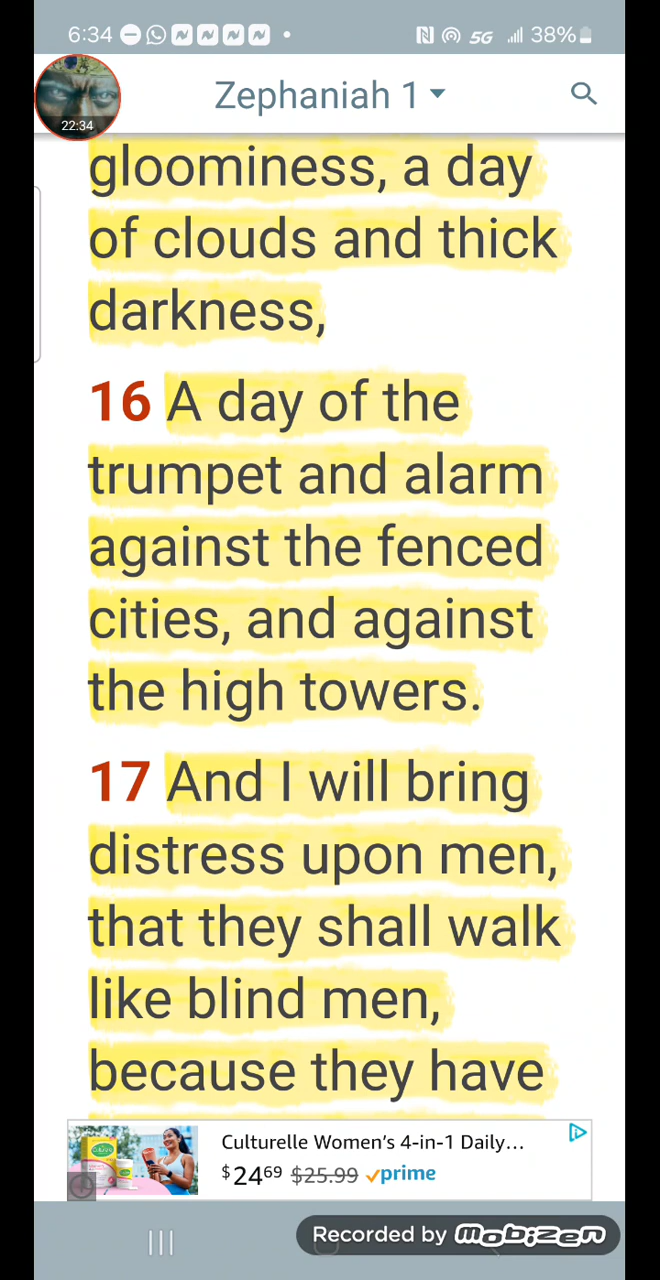 6:34
5G 38%
22:34
Zephaniah 1
gloominess, a day
of clouds and thick
darkness,
16 A day of the
trumpet and alarm
against the fenced
cities, and against
the high towers.
17 And I will bring
distress upon men,
that they shall walk
like blind men,
because they have
Culturelle Women's 4-in-1 Daily...
$2469 $25.99 prime
Recorded by mobizen